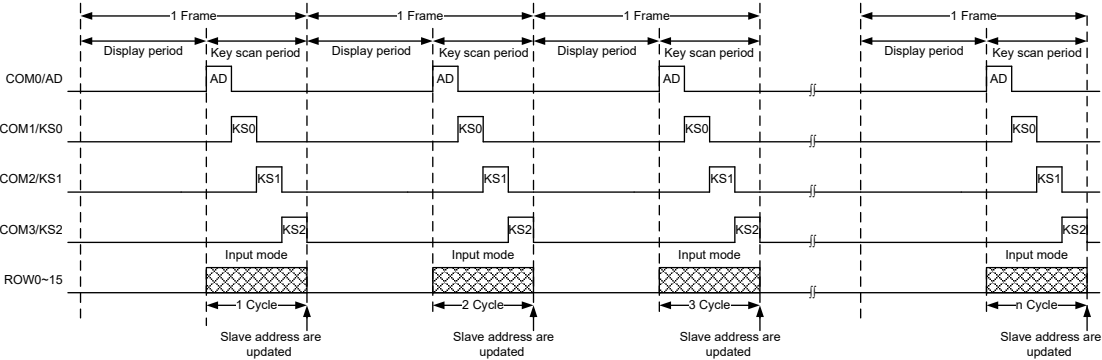 1 Frame 1 Frame 1 Frame 1 Frame
Display period Key scan period Display period Key scan period Display period Key scan period Display period Key scan period
COM0/AD AD AD AD AD
COM1/KS0 KS0 KS0 KS0 KS0
COM2/KS1 KS1 KS1 KS1 KS1
COM3/KS2 KS2 KS2 KS2 KS2
Input mode Input mode Input mode Input mode
ROW0~15
1 Cycle 2 Cycle 3 Cycle n Cycle
Slave address are Slave address are Slave address are Slave address are
updated updated updated updated